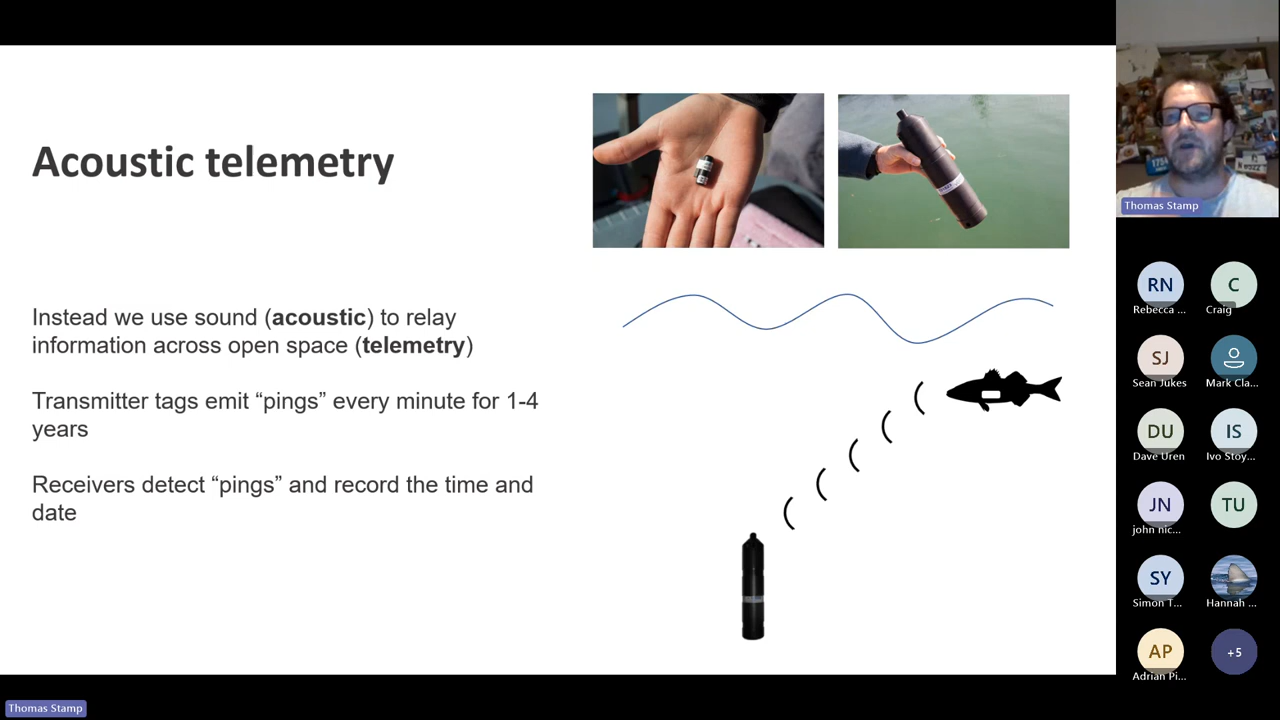 Acoustic telemetry
Instead we use sound (acoustic) to relay
information across open space (telemetry)
Transmitter tags emit “pings” every minute for 1-4
years
Receivers detect “pings” and record the time and
date
Thomas Stamp
RN
Rebecca ...
C
Craig
SJ
Sean Jukes
Mark Cla...
DU
Dave Uren
IS
Ivo Stoy...
JN
john nic...
TU
SY
Simon T...
Hannah ...
AP
Adrian Pi...
+5
Thomas Stamp